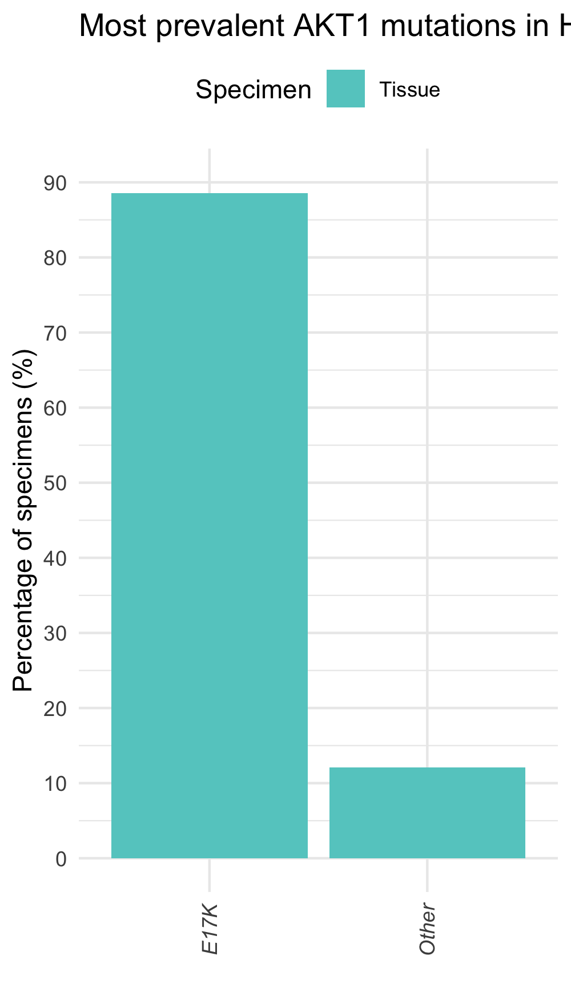 Most prevalent AKT1 mutations in H
Specimen Tissue
Percentage of specimens (%)
90
80
70
60
50
40
30
20
10
0
E17K
Other